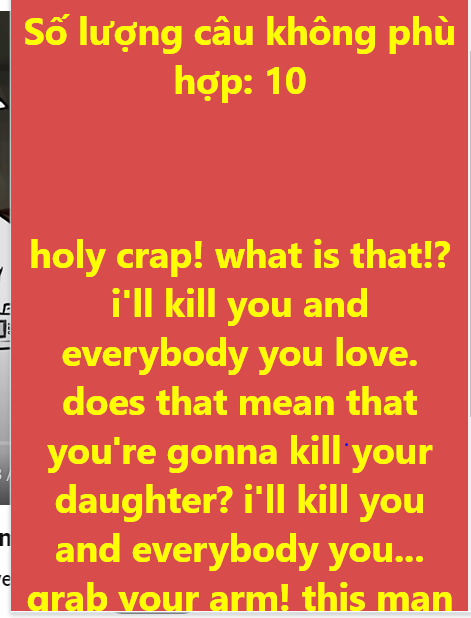 Số lượng câu không phù
hợp: 10
holy crap! what is that!?
i'll kill you and
everybody you love.
does that mean that
you're gonna kill your
daughter? i'll kill you
and everybody you...
grab your arm! this man